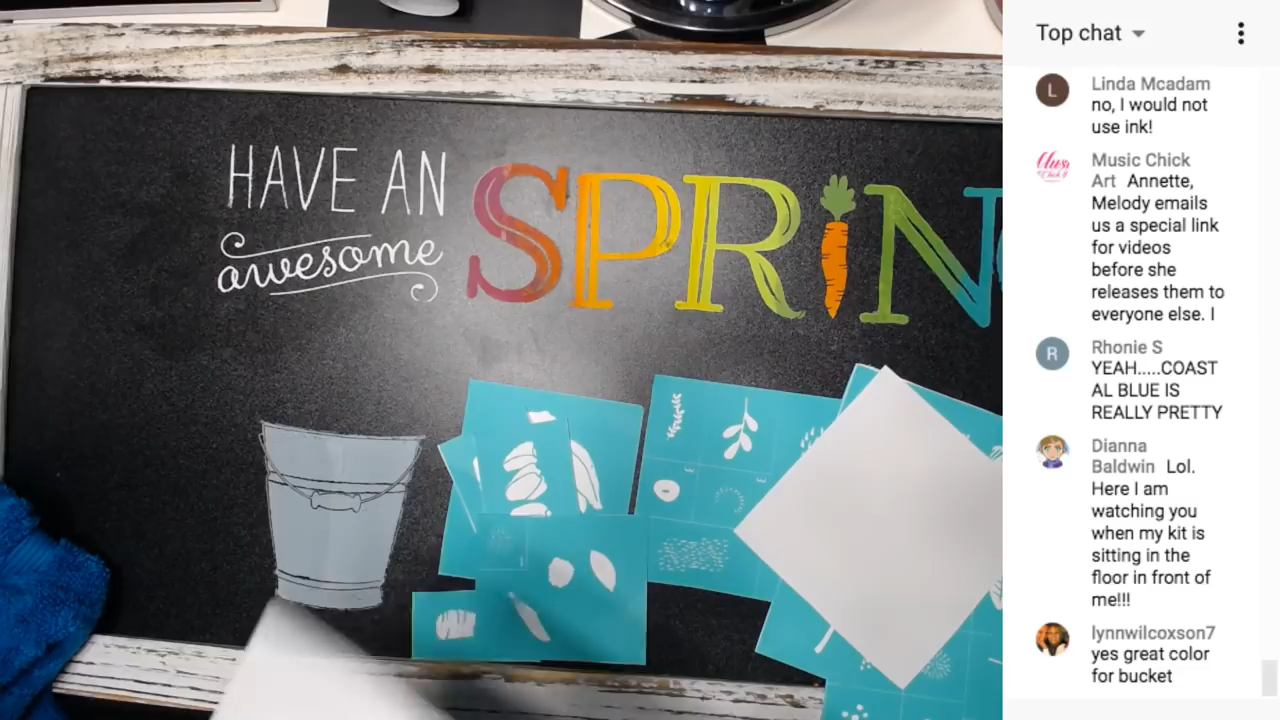 HAVE AN
awesome
SPRIN
Top chat
Linda Mcadam
no, I would not
use ink!
Music Chick
Art Annette,
Melody emails
us a special link
for videos
before she
releases them to
everyone else. I
Rhonie S
YEAH.....COAST
AL BLUE IS
REALLY PRETTY
Dianna
Baldwin Lol.
Here I am
watching you
when my kit is
sitting in the
floor in front of
me!!!
lynnwilcoxson7
yes great color
for bucket
L
R